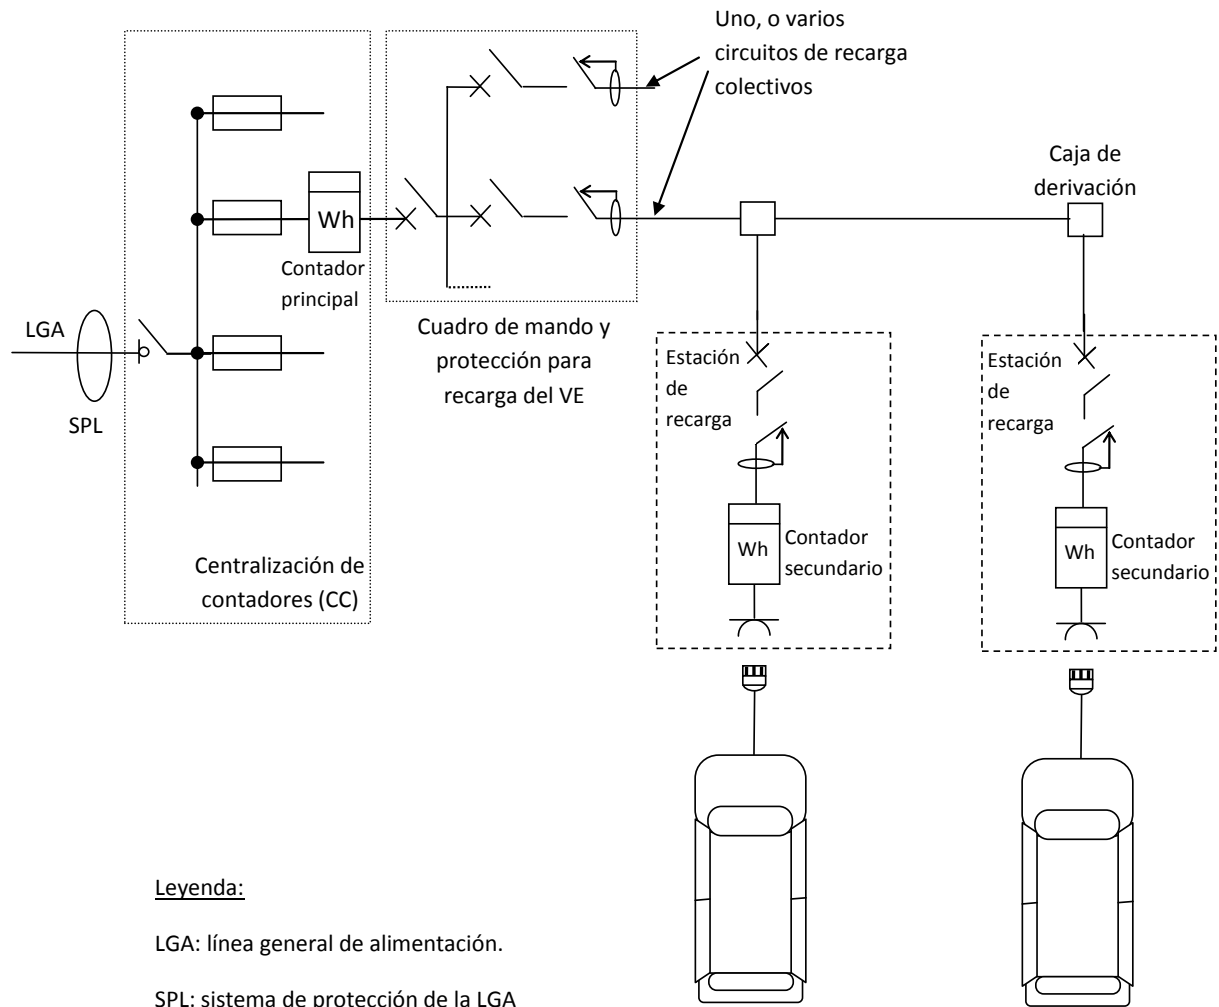 Uno, o varios
circuitos de recarga
colectivos
Caja de
derivación
Wh
Contador
principal
LGA
SPL
Cuadro de mando y
protección para
recarga del VE
Centralización de
contadores (CC)
Estación
de
recarga
Wh
Contador
secundario
Estación
de
recarga
Wh
Contador
secundario
Leyenda:
LGA: línea general de alimentación.
SPL: sistema de protección de la LGA